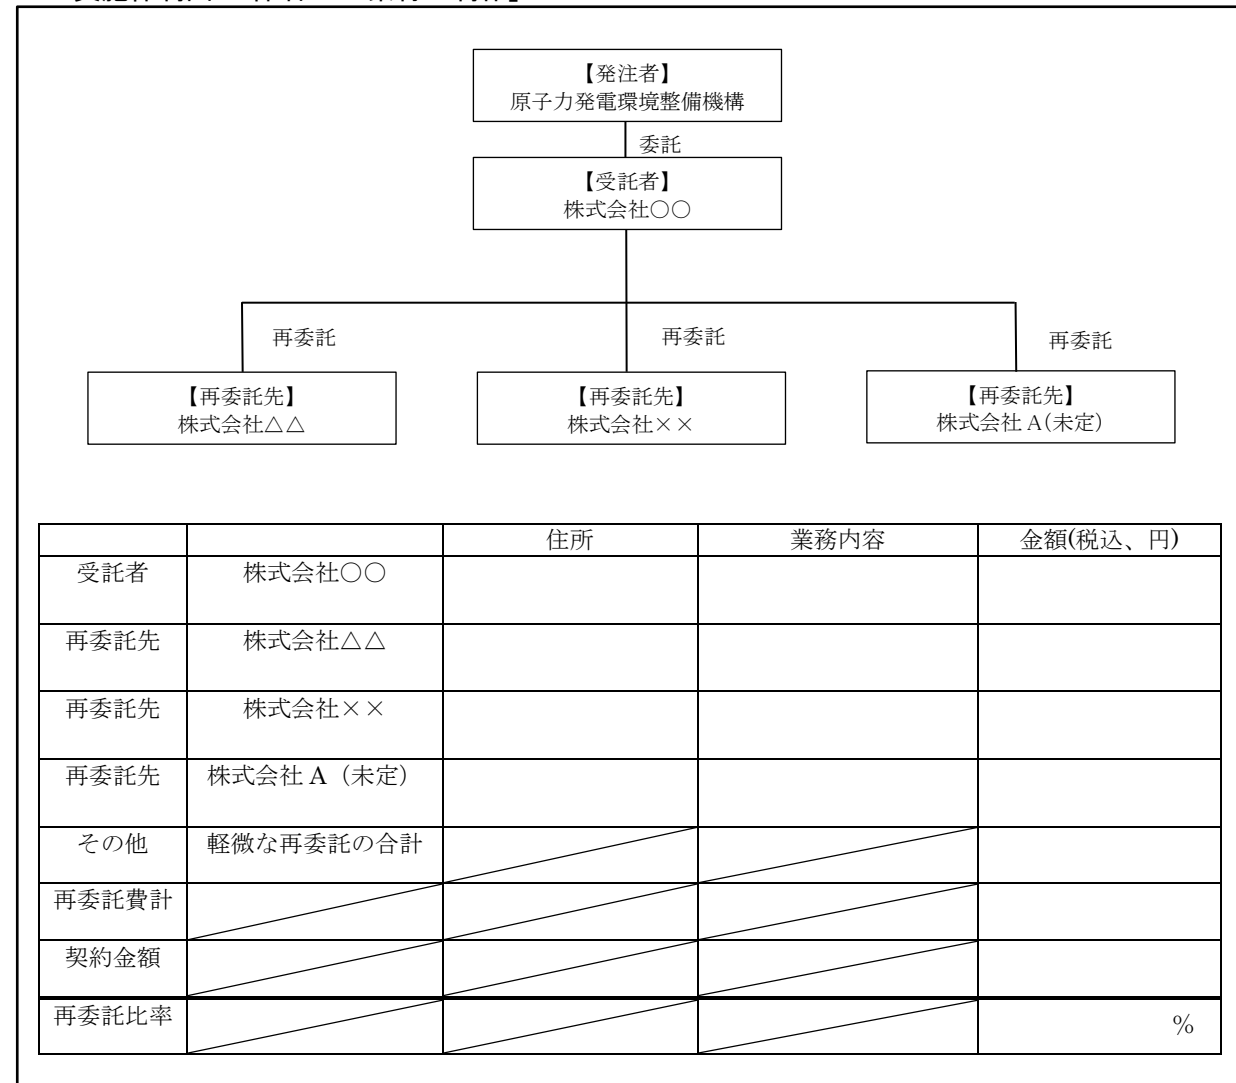 【発注者】
原子力発電環境整備機構
委託
【受託者】
株式会社○○
再委託
再委託
再委託
【再委託先】
株式会社△△
【再委託先】
株式会社××
【再委託先】
株式会社 A(未定)
住所 業務内容 金額(税込、円)
受託者 株式会社○○
再委託先 株式会社△△
再委託先 株式会社××
再委託先 株式会社 A（未定）
その他 軽微な再委託の合計
再委託費計
契約金額
再委託比率 %